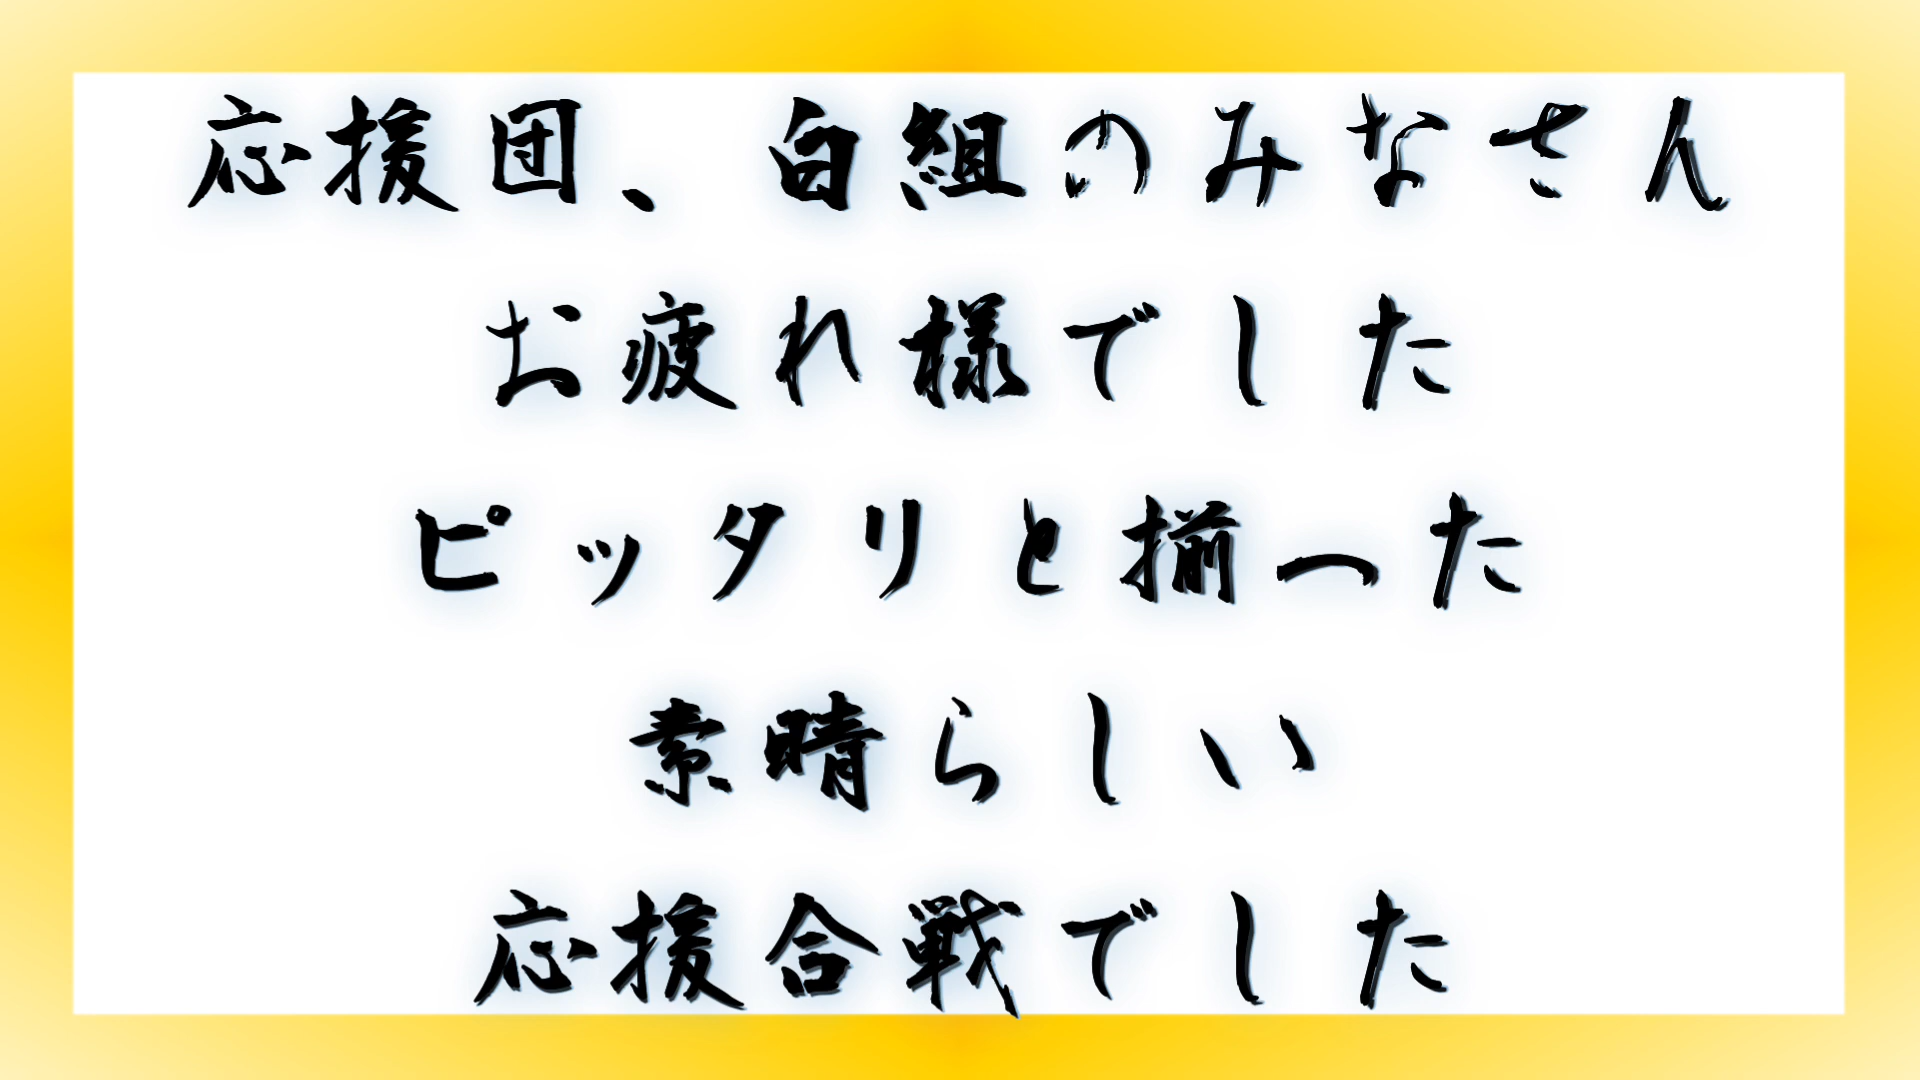 応援団、白組のみなさん
お疲れ様でした
ピッタリと揃った
素晴らしい
応援合戦でした